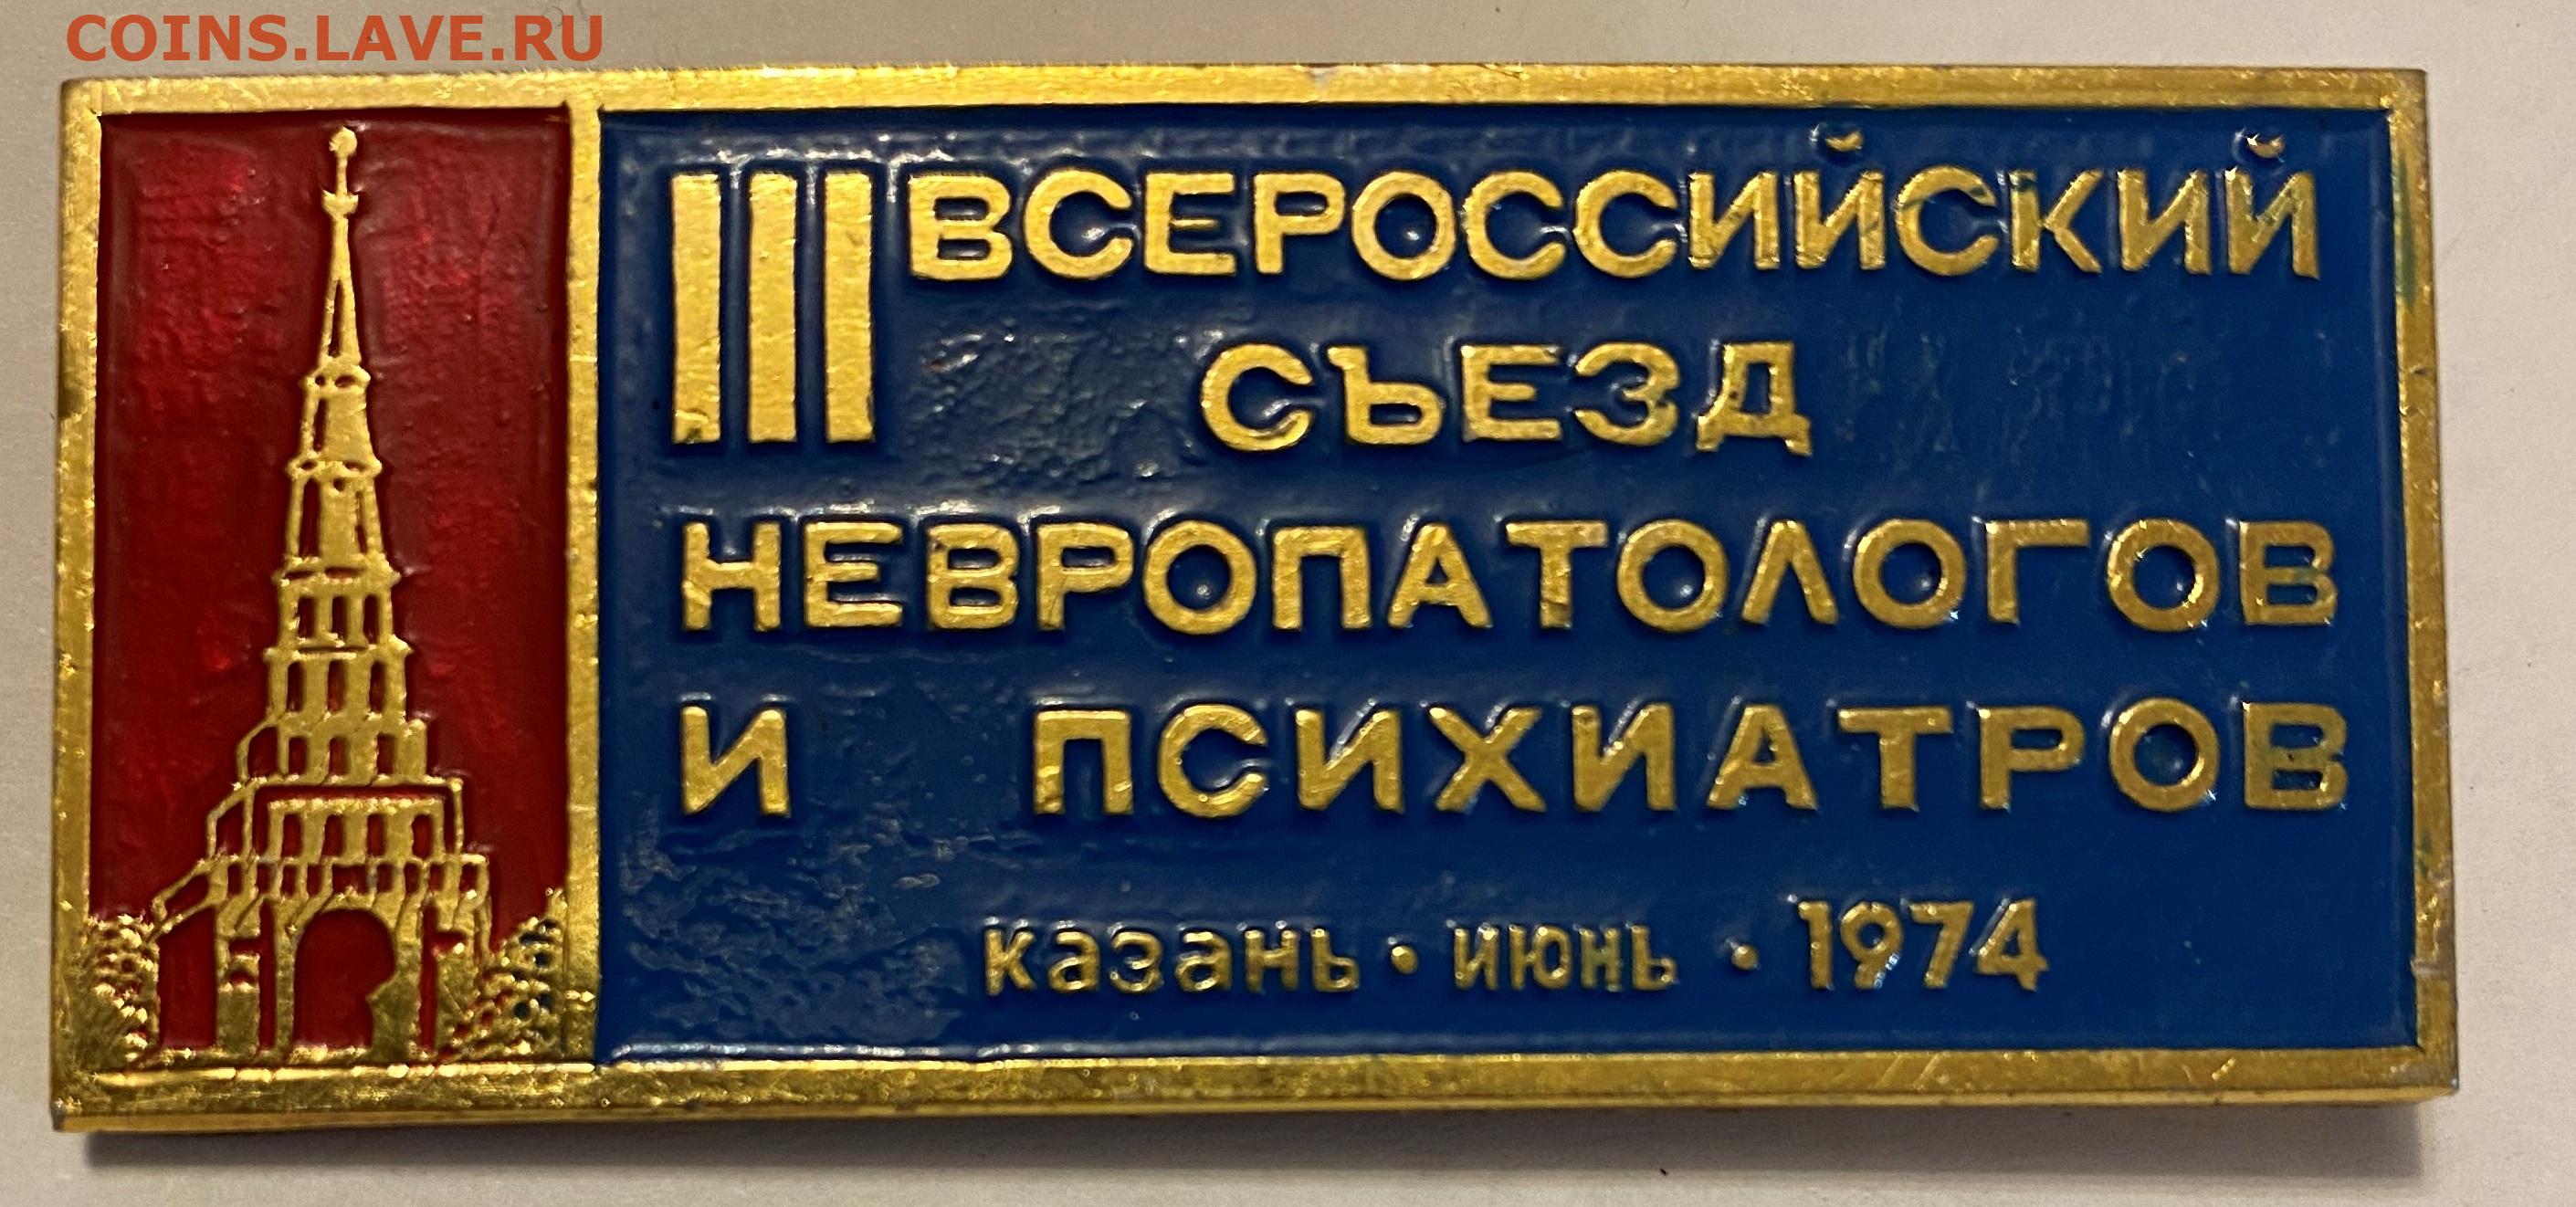 COINS.LAVE.RU
III ВСЕРОССИЙСКИЙ
СЪЕЗД
НЕВРОПАТОЛОГОВ
И ПСИХИАТРОВ
казань • июнь • 1974